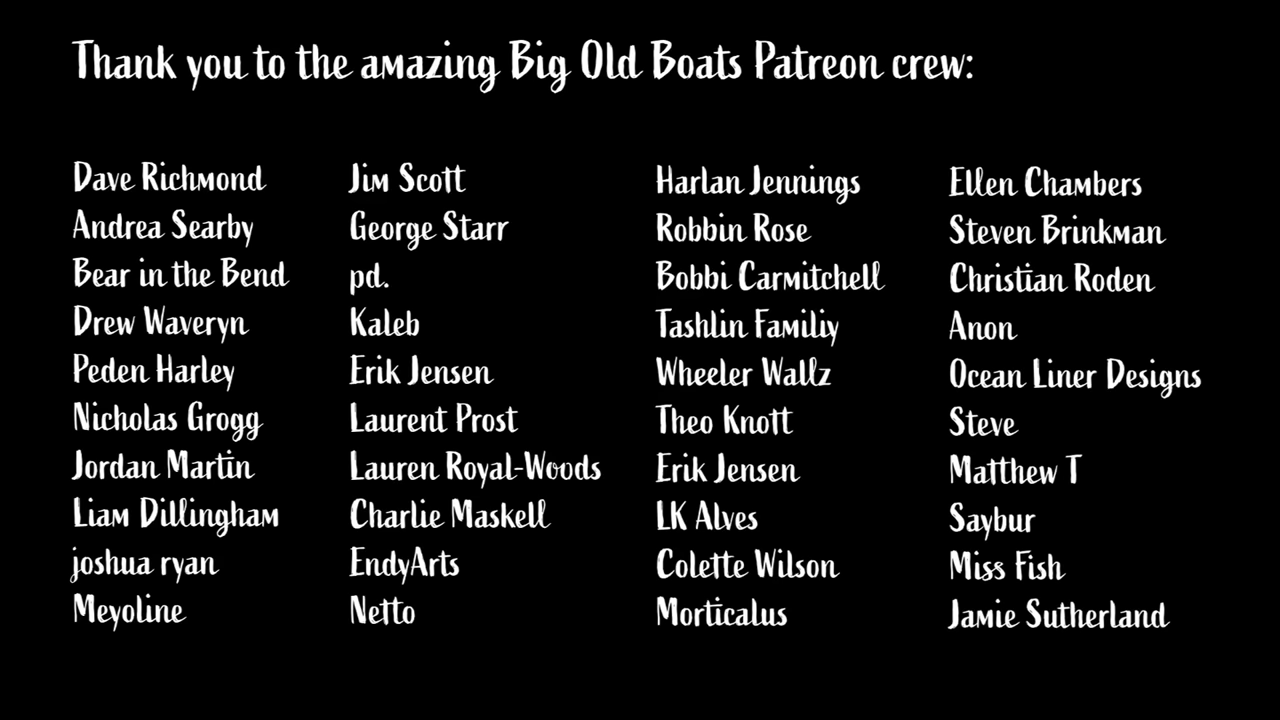 Thank you to the amazing Big Old Boats Patreon crew:
Dave Richmond
Andrea Searby
Bear in the Bend
Drew Waveryn
Peden Harley
Nicholas Grogg
Jordan Martin
Liam Dillingham
joshua ryan
Meyoline
Jim Scott
George Starr
pd.
Kaleb
Erik Jensen
Laurent Prost
Lauren Royal-Woods
Charlie Maskell
EndyArts
Netto
Harlan Jennings
Robbin Rose
Bobbi Carmitchell
Tashlin Familiy
Wheeler Wallz
Theo Knott
Erik Jensen
LK Alves
Colette Wilson
Morticalus
Ellen Chambers
Steven Brinkman
Christian Roden
Anon
Ocean Liner Designs
Steve
Matthew T
Saybur
Miss Fish
Jamie Sutherland